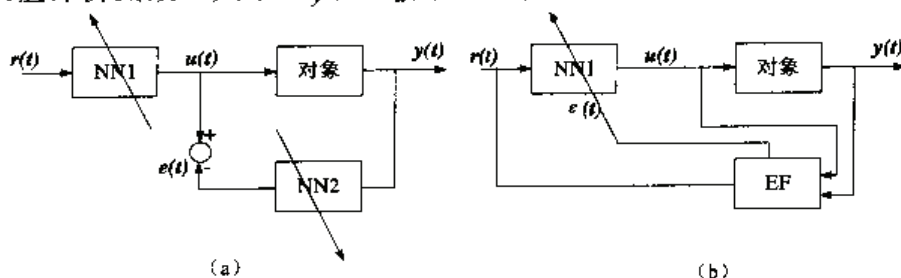 r(t)
NN1
u(t)
对象
y(t)
+
e(t)
-
NN2
(a)
r(t)
NN1
u(t)
对象
y(t)
ε(t)
EF
(b)